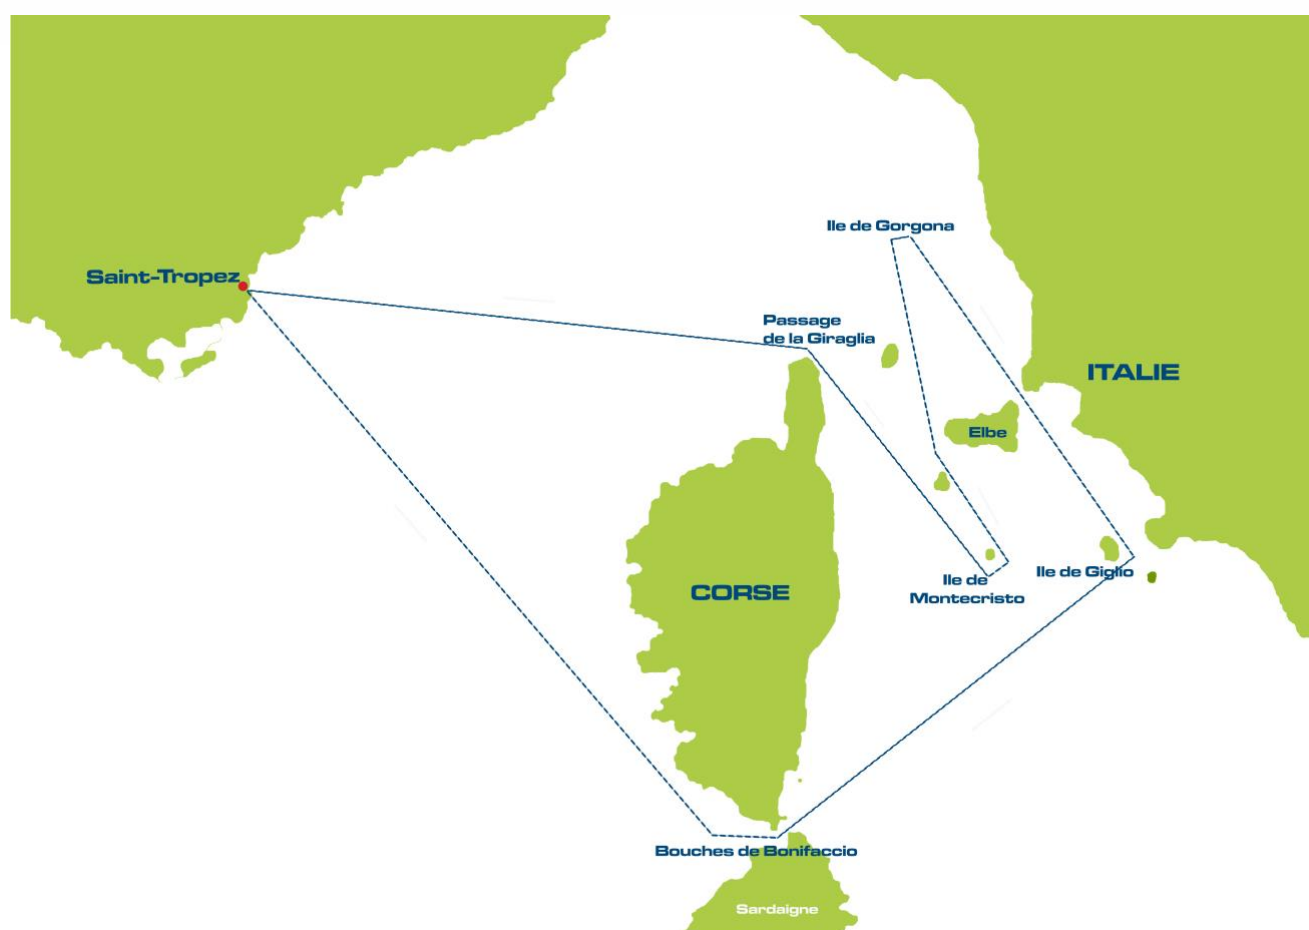 Ile de Gorgona
Saint-Tropez
Passage
de la Giraglia
ITALIE
Elbe
Ile de Giglio
Ile de
Montecristo
CORSE
Bouches de Bonifaccio
Sardaigne